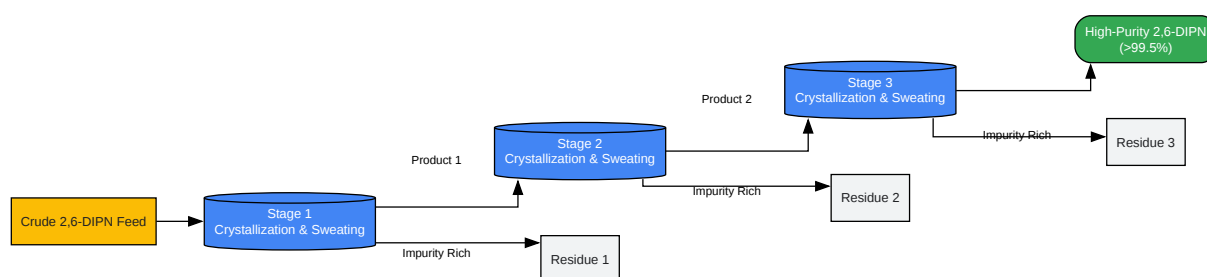 High-Purity 2,6-DIPN
(>99.5%)
Stage 3
Crystallization & Sweating
Product 2
Impurity Rich
Residue 3
Stage 2
Crystallization & Sweating
Product 1
Impurity Rich
Residue 2
Crude 2,6-DIPN Feed
Stage 1
Crystallization & Sweating
Impurity Rich
Residue 1